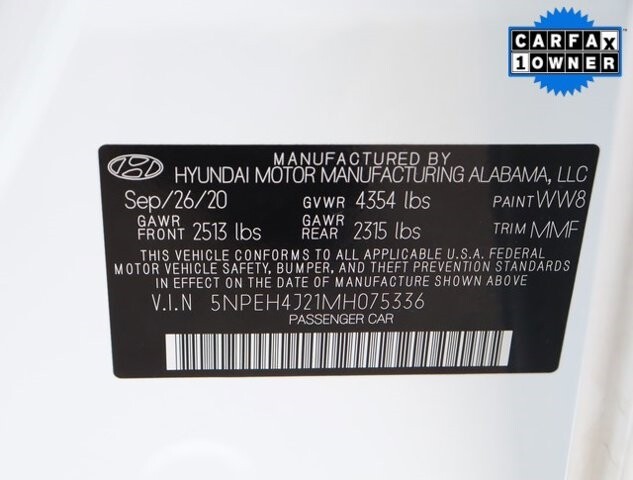 CARFAX
1 OWNER
MANUFACTURED BY
HYUNDAI MOTOR MANUFACTURING ALABAMA, LLC
Sep/26/20 GVWR 4354 lbs PAINT WW8
GAWR FRONT 2513 lbs GAWR REAR 2315 lbs TRIM MMF
THIS VEHICLE CONFORMS TO ALL APPLICABLE U.S.A. FEDERAL
MOTOR VEHICLE SAFETY, BUMPER, AND THEFT PREVENTION STANDARDS
IN EFFECT ON THE DATE OF MANUFACTURE SHOWN ABOVE.
V.I.N 5NPEH4J21MH075336
PASSENGER CAR